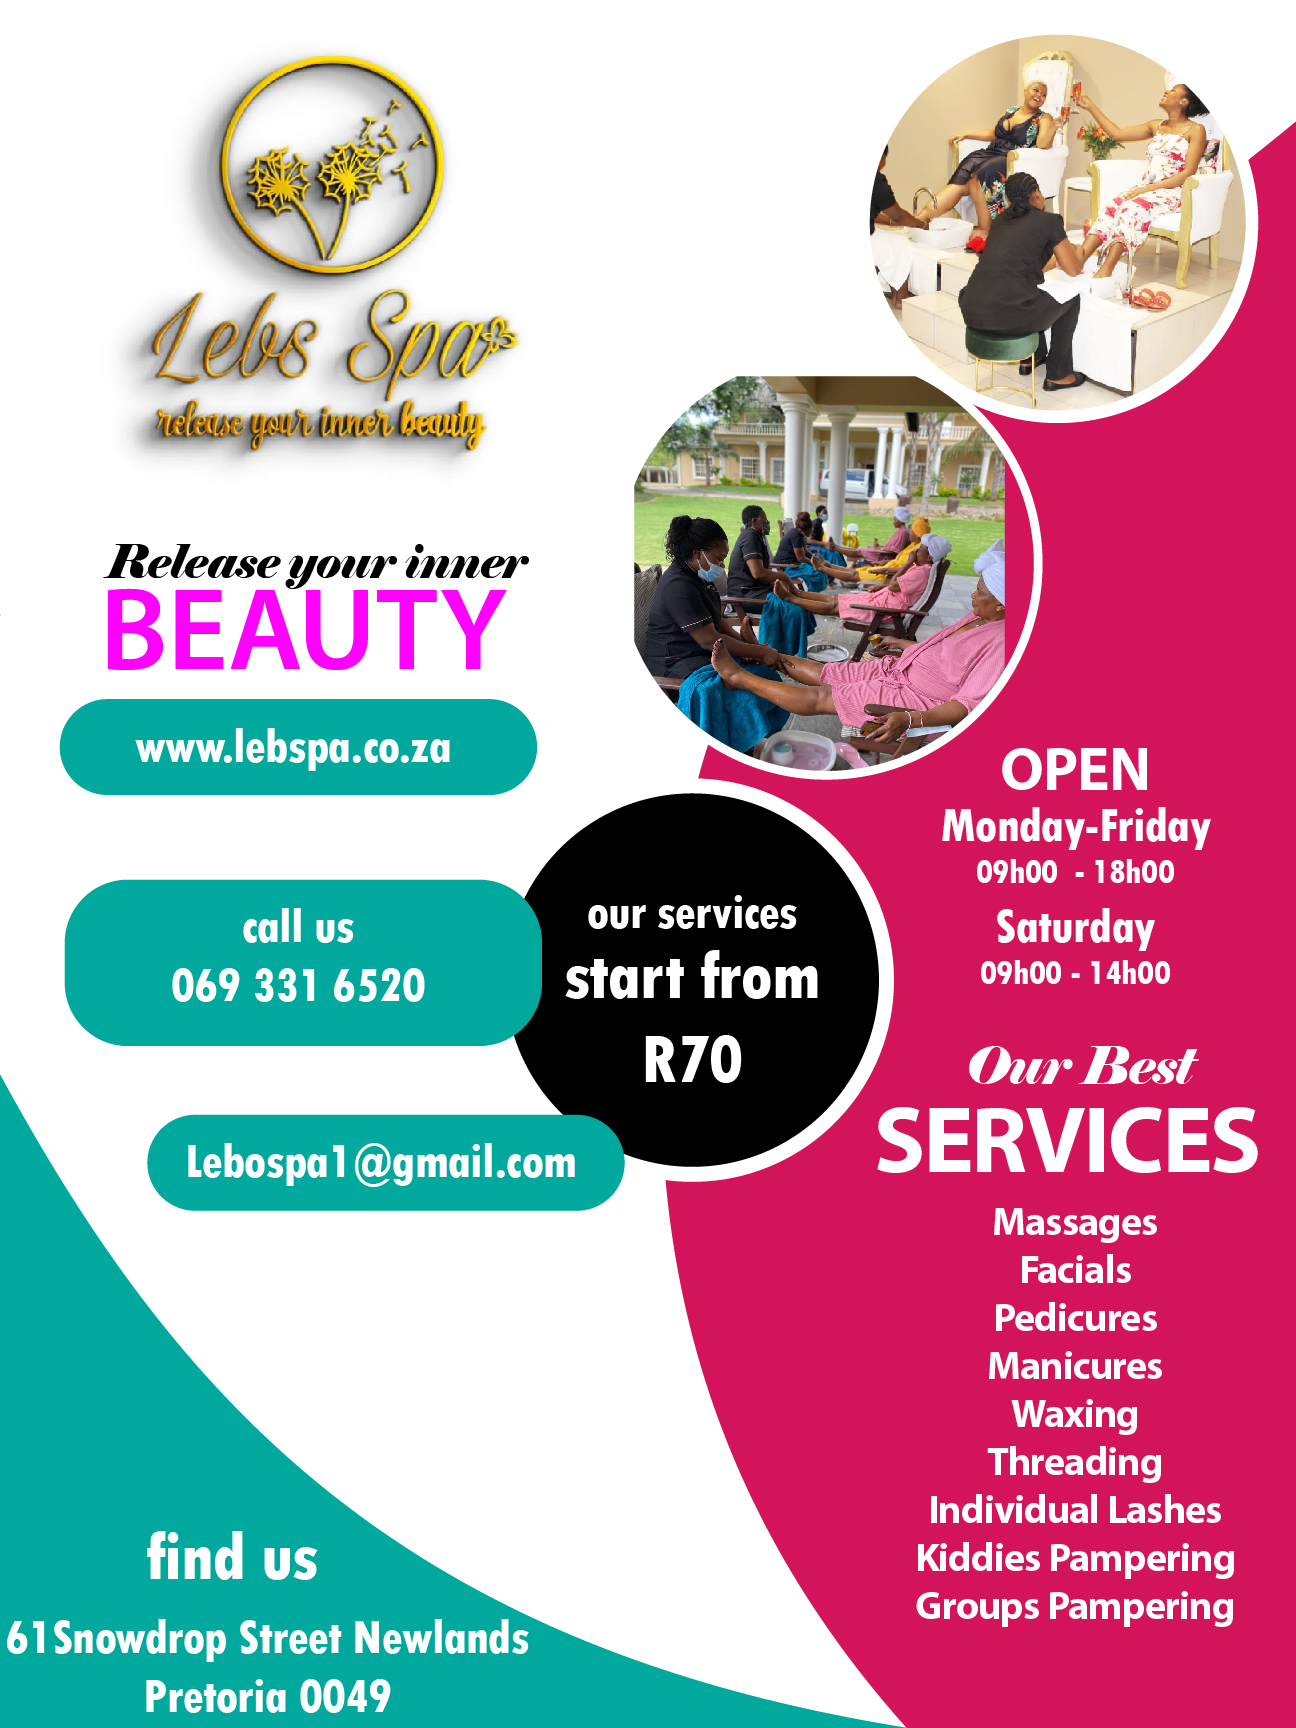 Lebs Spa
release your inner beauty
Release your inner
BEAUTY
www.lebspa.co.za
call us
069 331 6520
Lebospa1@gmail.com
our services
start from
R70
OPEN
Monday-Friday
09h00 - 18h00
Saturday
09h00 - 14h00
Our Best
SERVICES
Massages
Facials
Pedicures
Manicures
Waxing
Threading
Individual Lashes
Kiddies Pampering
Groups Pampering
find us
61Snowdrop Street Newlands
Pretoria 0049